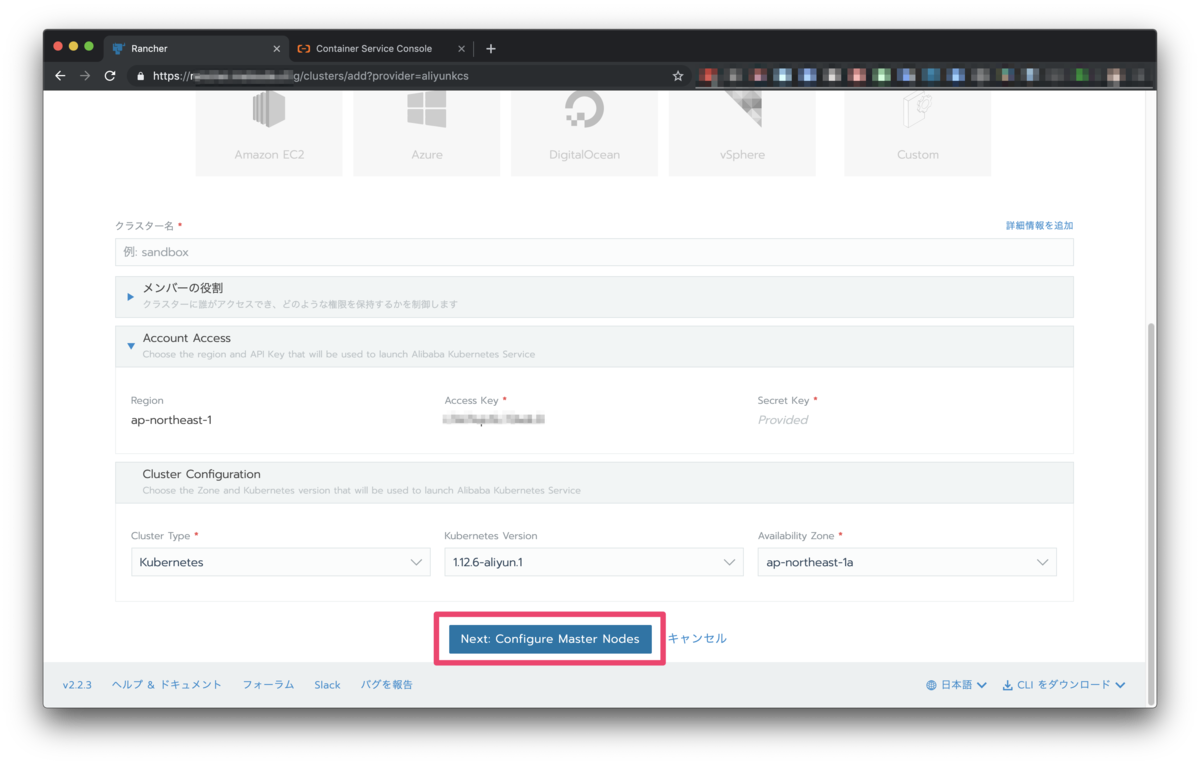 Rancher
Container Service Console
https://r g/clusters/add?provider=aliyunkcs
Amazon EC2
Azure
DigitalOcean
vSphere
Custom
クラスター名 *
詳細情報を追加
例: sandbox
メンバーの役割
クラスターに誰がアクセスでき、どのような権限を保持するかを制御します
Account Access
Choose the region and API Key that will be used to launch Alibaba Kubernetes Service
Region
Access Key *
Secret Key *
ap-northeast-1
Provided
Cluster Configuration
Choose the Zone and Kubernetes version that will be used to launch Alibaba Kubernetes Service
Cluster Type *
Kubernetes Version
Availability Zone *
Kubernetes
1.12.6-aliyun.1
ap-northeast-1a
Next: Configure Master Nodes
キャンセル
v2.2.3
ヘルプ & ドキュメント
フォーラム
Slack
バグを報告
日本語
CLI をダウンロード